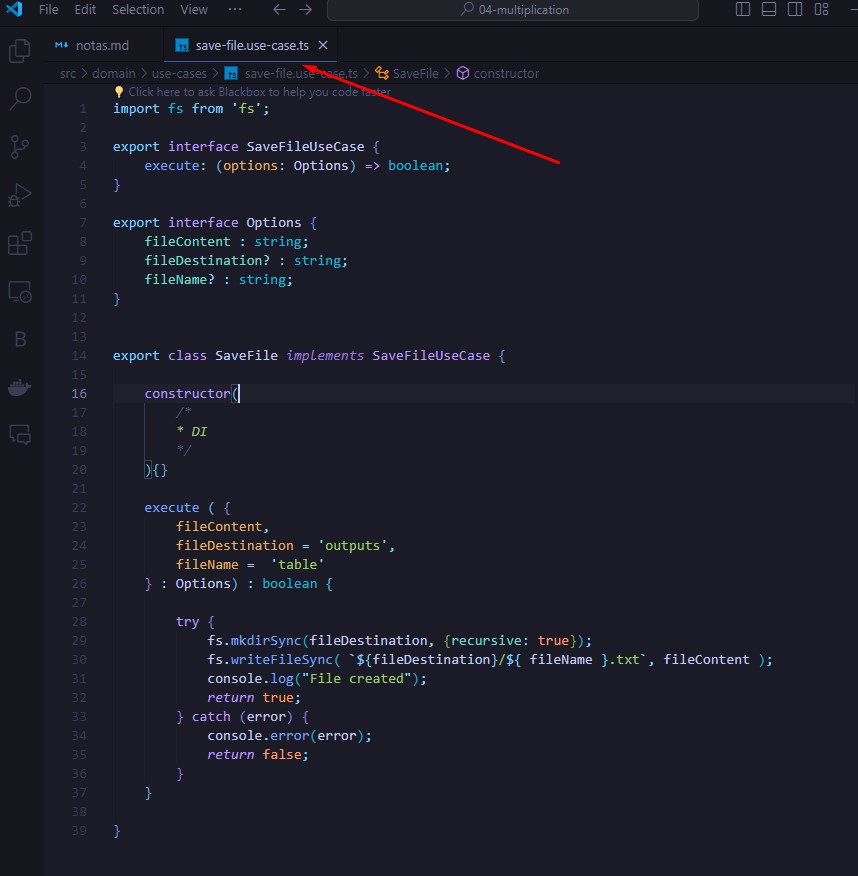 File Edit Selection View ··· 04-multiplication
notas.md save-file.use-case.ts
src > domain > use-cases > TS save-file.use-case.ts > SaveFile > constructor
Click here to ask Blackbox to help you code faster
1 import fs from 'fs';
2
3 export interface SaveFileUseCase {
4 execute: (options: Options) => boolean;
5 }
6
7 export interface Options {
8 fileContent : string;
9 fileDestination? : string;
10 fileName? : string;
11 }
12
13
14 export class SaveFile implements SaveFileUseCase {
15
16 constructor(
17 /*
18 * DI
19 */
20 ){}
21
22 execute ( {
23 fileContent,
24 fileDestination = 'outputs',
25 fileName =  'table'
26 } : Options) : boolean {
27
28 try {
29 fs.mkdirSync(fileDestination, {recursive: true});
30 fs.writeFileSync( `${fileDestination}/${ fileName }.txt`, fileContent );
31 console.log("File created");
32 return true;
33 } catch (error) {
34 console.error(error);
35 return false;
36 }
37 }
38
39 }